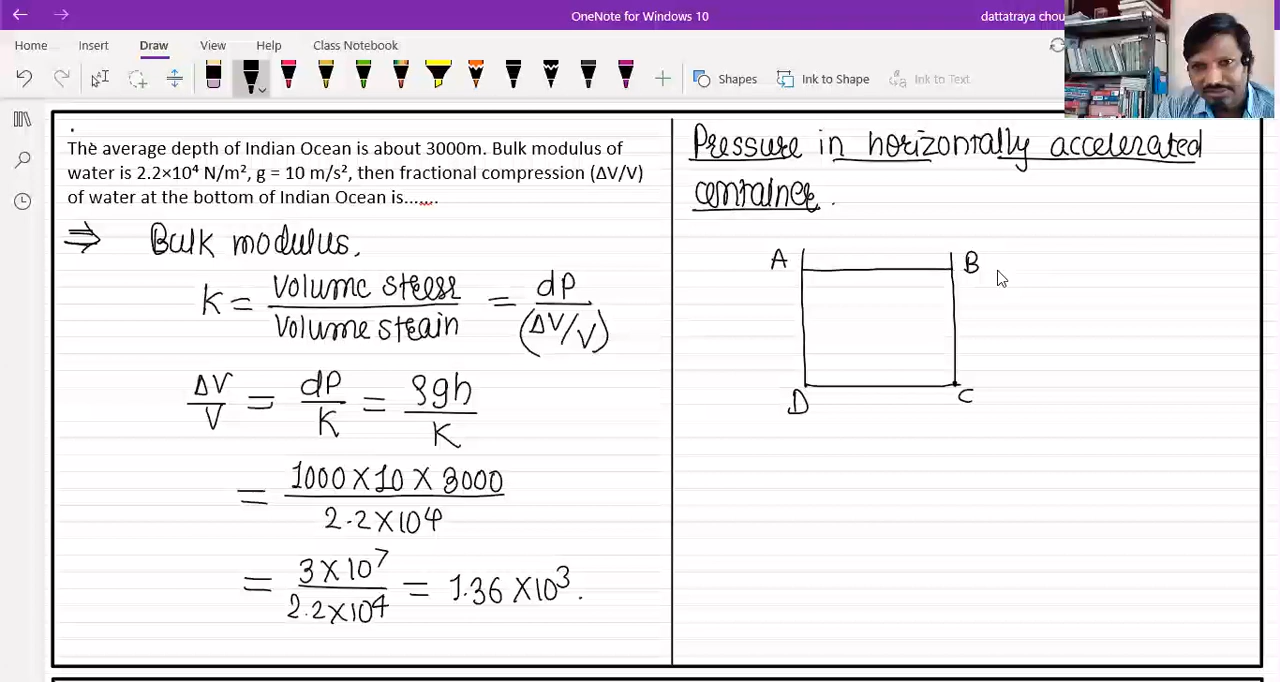 OneNote for Windows 10
dattatraya chou
Home Insert Draw View Help Class Notebook
Shapes Ink to Shape Ink to Text
The average depth of Indian Ocean is about 3000m. Bulk modulus of
water is 2.2×10⁴ N/m², g = 10 m/s², then fractional compression (ΔV/V)
of water at the bottom of Indian Ocean is.......
⇒ Bulk modulus,
K = Volume stress / Volume strain = dP / (ΔV/V)
ΔV/V = dP/K = ρgh/K
= 1000 × 10 × 3000 / 2.2 × 10⁴
= 3 × 10⁷ / 2.2 × 10⁴ = 1.36 × 10³.
Pressure in horizontally accelerated
container.
A B
D C